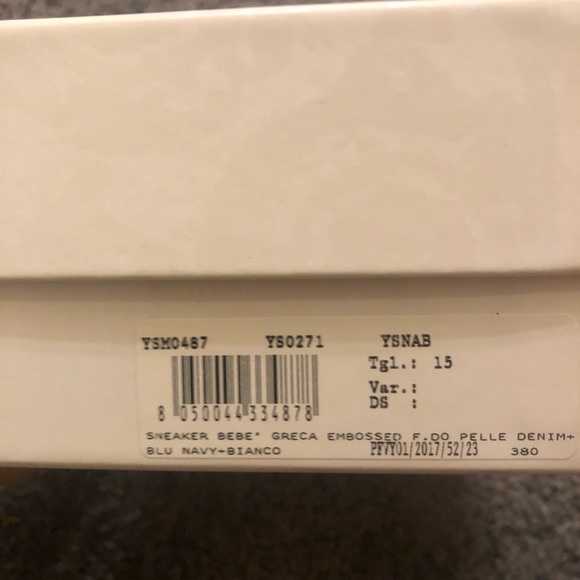 YSM0487 YS0271 YSNAB
Tgl.: 15
Var.:
DS :
8 050044 334878
SNEAKER BEBE' GRECA EMBOSSED F.DO PELLE DENIM+
BLU NAVY+BIANCO PFVY01/2017/52/23 380